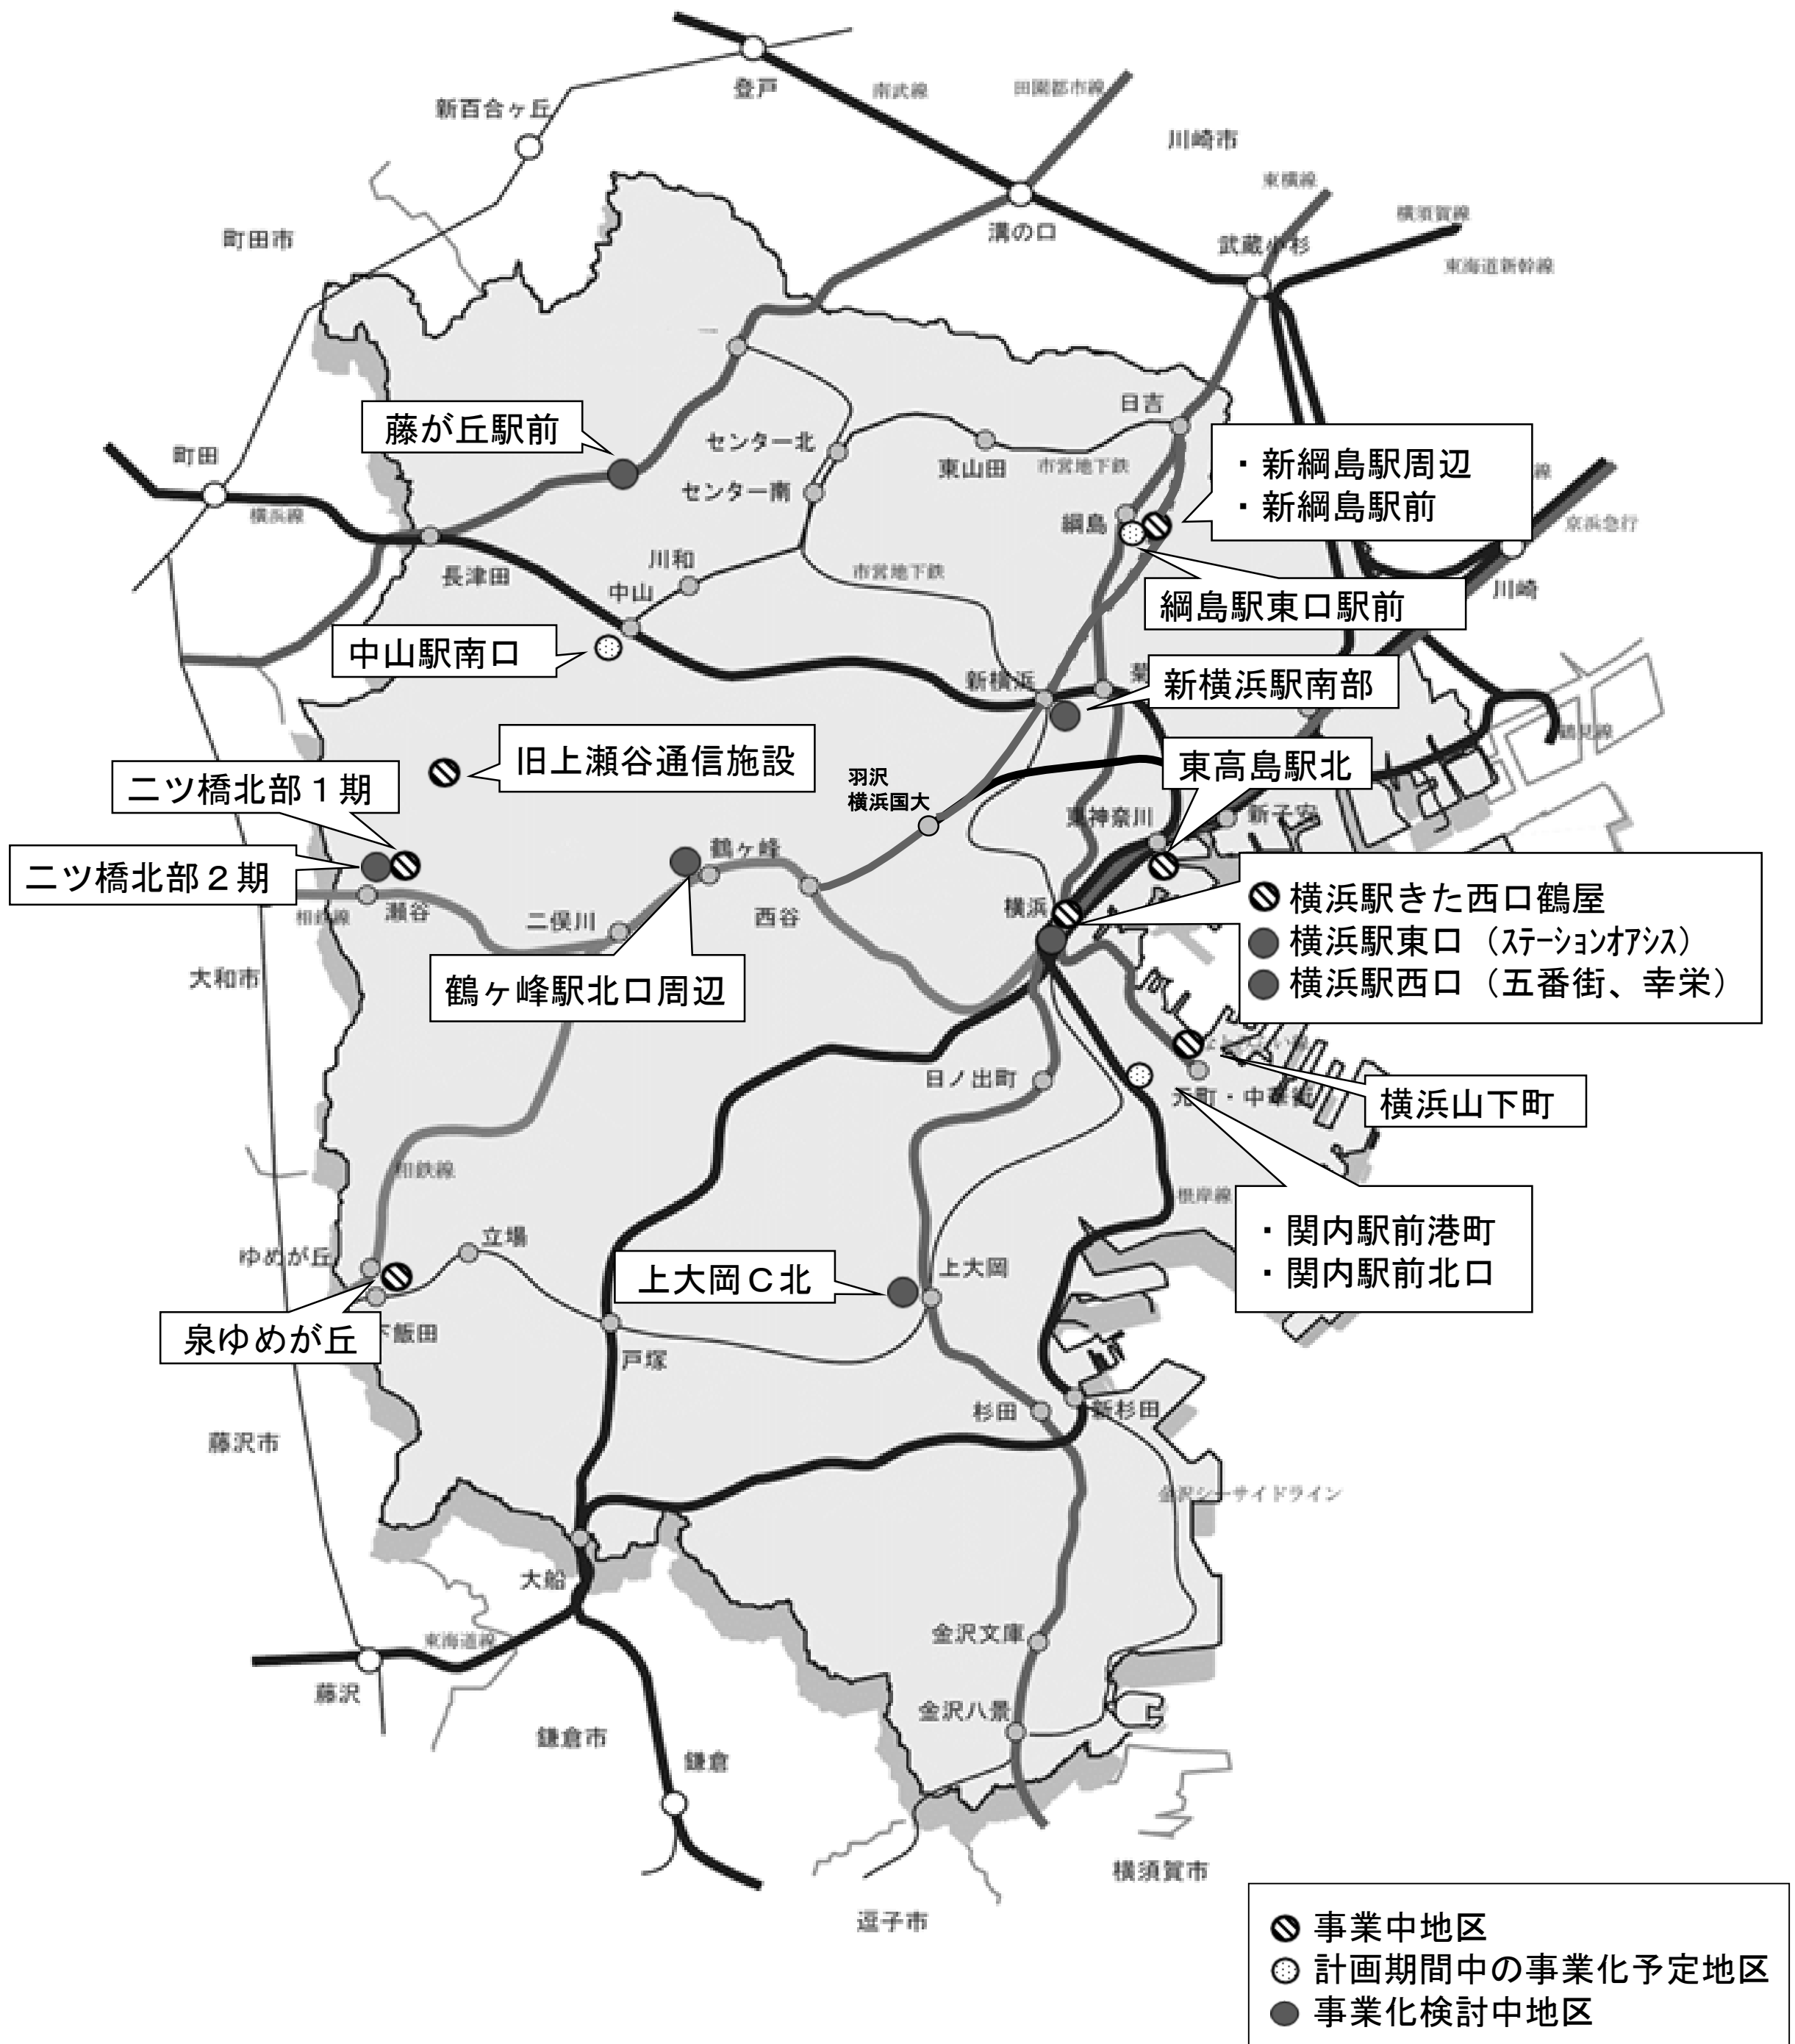 登戸
南武線
田園都市線
新百合ヶ丘
川崎市
東横線
横須賀線
町田市
溝の口
武蔵小杉
東海道新幹線
日吉
藤が丘駅前
町田
センター北
東山田
市営地下鉄
・新綱島駅周辺
・新綱島駅前
線
センター南
横浜線
綱島
京浜急行
川和
市営地下鉄
長津田
中山
綱島駅東口駅前
川崎
中山駅南口
新横浜
菊
新横浜駅南部
鶴見線
旧上瀬谷通信施設
東高島駅北
二ツ橋北部１期
羽沢
横浜国大
東神奈川
新子安
鶴ヶ峰
二ツ橋北部２期
横浜駅きた西口鶴屋
横浜駅東口（ｽﾃｰｼｮﾝｵｱｼｽ）
横浜駅西口（五番街、幸栄）
相鉄線
瀬谷
二俣川
西谷
横浜
大和市
鶴ヶ峰駅北口周辺
日ノ出町
元町・中華街
横浜山下町
相鉄線
根岸線
・関内駅前港町
・関内駅前北口
ゆめが丘
立場
上大岡Ｃ北
上大岡
泉ゆめが丘
下飯田
戸塚
藤沢市
杉田
新杉田
金沢シーサイドライン
大船
東海道線
金沢文庫
藤沢
金沢八景
鎌倉市
鎌倉
横須賀市
逗子市
事業中地区
計画期間中の事業化予定地区
事業化検討中地区